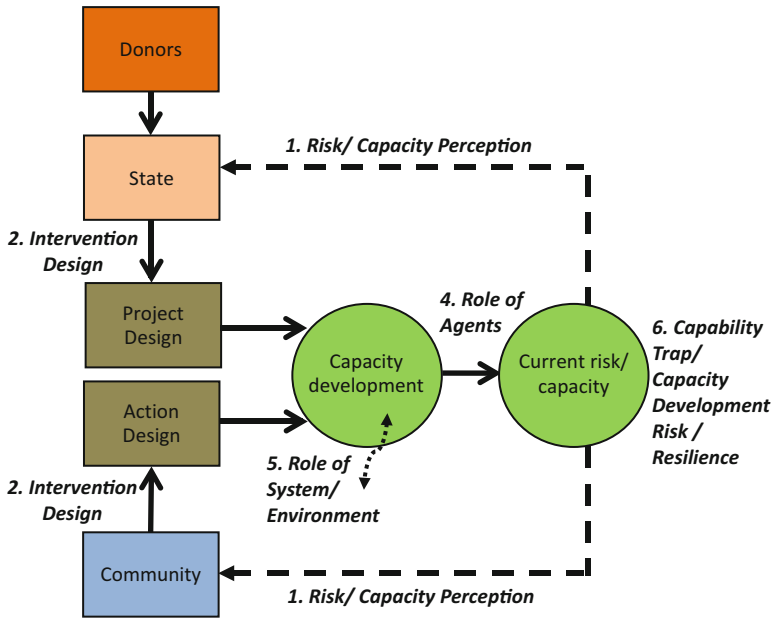 Donors
State
1. Risk/ Capacity Perception
2. Intervention
Design
Project
Design
Action
Design
Capacity
development
4. Role of
Agents
Current risk/
capacity
6. Capability
Trap/
Capacity
Development
Risk /
Resilience
5. Role of
System/
Environment
2. Intervention
Design
Community
1. Risk/ Capacity Perception